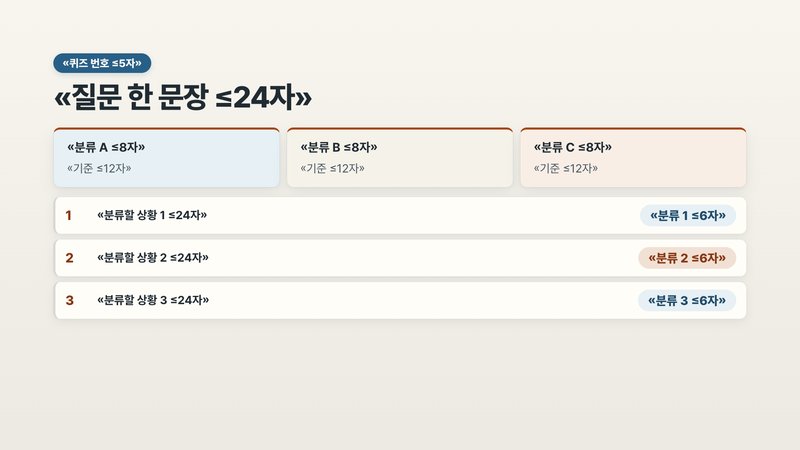 «퀴즈 번호 ≤5자»
«질문 한 문장 ≤24자»
«분류 A ≤8자»
«기준 ≤12자»
«분류 B ≤8자»
«기준 ≤12자»
«분류 C ≤8자»
«기준 ≤12자»
1 «분류할 상황 1 ≤24자» «분류 1 ≤6자»
2 «분류할 상황 2 ≤24자» «분류 2 ≤6자»
3 «분류할 상황 3 ≤24자» «분류 3 ≤6자»